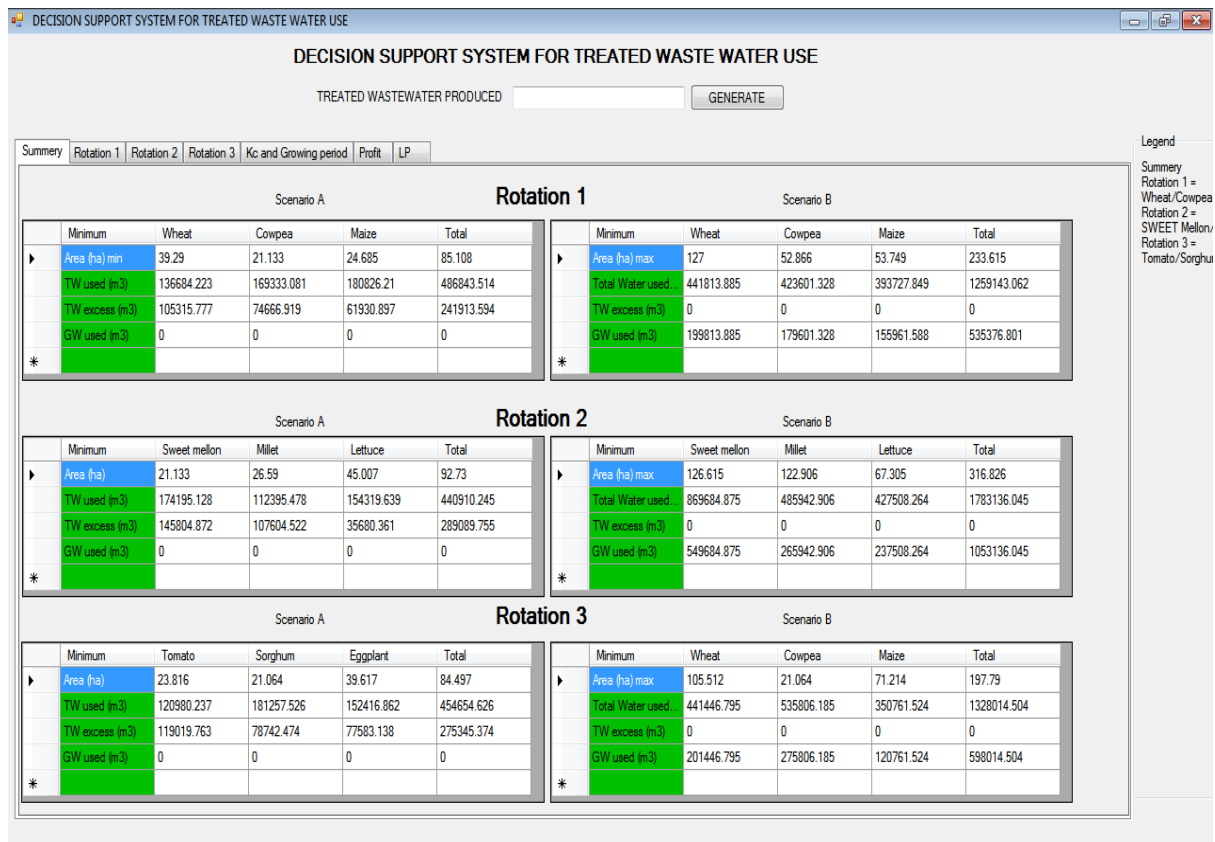 DECISION SUPPORT SYSTEM FOR TREATED WASTE WATER USE
DECISION SUPPORT SYSTEM FOR TREATED WASTE WATER USE
TREATED WASTEWATER PRODUCED GENERATE
Summery Rotation 1 Rotation 2 Rotation 3 Kc and Growing period Profit LP
Scenario A Rotation 1 Scenario B
Minimum Wheat Cowpea Maize Total
Area (ha) min 39.29 21.133 24.685 85.108
TW used (m3) 136684.223 169333.081 180826.21 486843.514
TW excess (m3) 105315.777 74666.919 61930.897 241913.594
GW used (m3) 0 0 0 0
*
Minimum Wheat Cowpea Maize Total
Area (ha) max 127 52.866 53.749 233.615
Total Water used... 441813.885 423601.328 393727.849 1259143.062
TW excess (m3) 0 0 0 0
GW used (m3) 199813.885 179601.328 155961.588 535376.801
*
Scenario A Rotation 2 Scenario B
Minimum Sweet mellon Millet Lettuce Total
Area (ha) 21.133 26.59 45.007 92.73
TW used (m3) 174195.128 112395.478 154319.639 440910.245
TW excess (m3) 145804.872 107604.522 35680.361 289089.755
GW used (m3) 0 0 0 0
*
Minimum Sweet mellon Millet Lettuce Total
Area (ha) max 126.615 122.906 67.305 316.826
Total Water used... 869684.875 485942.906 427508.264 1783136.045
TW excess (m3) 0 0 0 0
GW used (m3) 549684.875 265942.906 237508.264 1053136.045
*
Scenario A Rotation 3 Scenario B
Minimum Tomato Sorghum Eggplant Total
Area (ha) 23.816 21.064 39.617 84.497
TW used (m3) 120980.237 181257.526 152416.862 454654.626
TW excess (m3) 119019.763 78742.474 77583.138 275345.374
GW used (m3) 0 0 0 0
*
Minimum Wheat Cowpea Maize Total
Area (ha) max 105.512 21.064 71.214 197.79
Total Water used... 441446.795 535806.185 350761.524 1328014.504
TW excess (m3) 0 0 0 0
GW used (m3) 201446.795 275806.185 120761.524 598014.504
*
Legend
Summery
Rotation 1 =
Wheat/Cowpea
Rotation 2 =
SWEET Mellon/
Rotation 3 =
Tomato/Sorghu